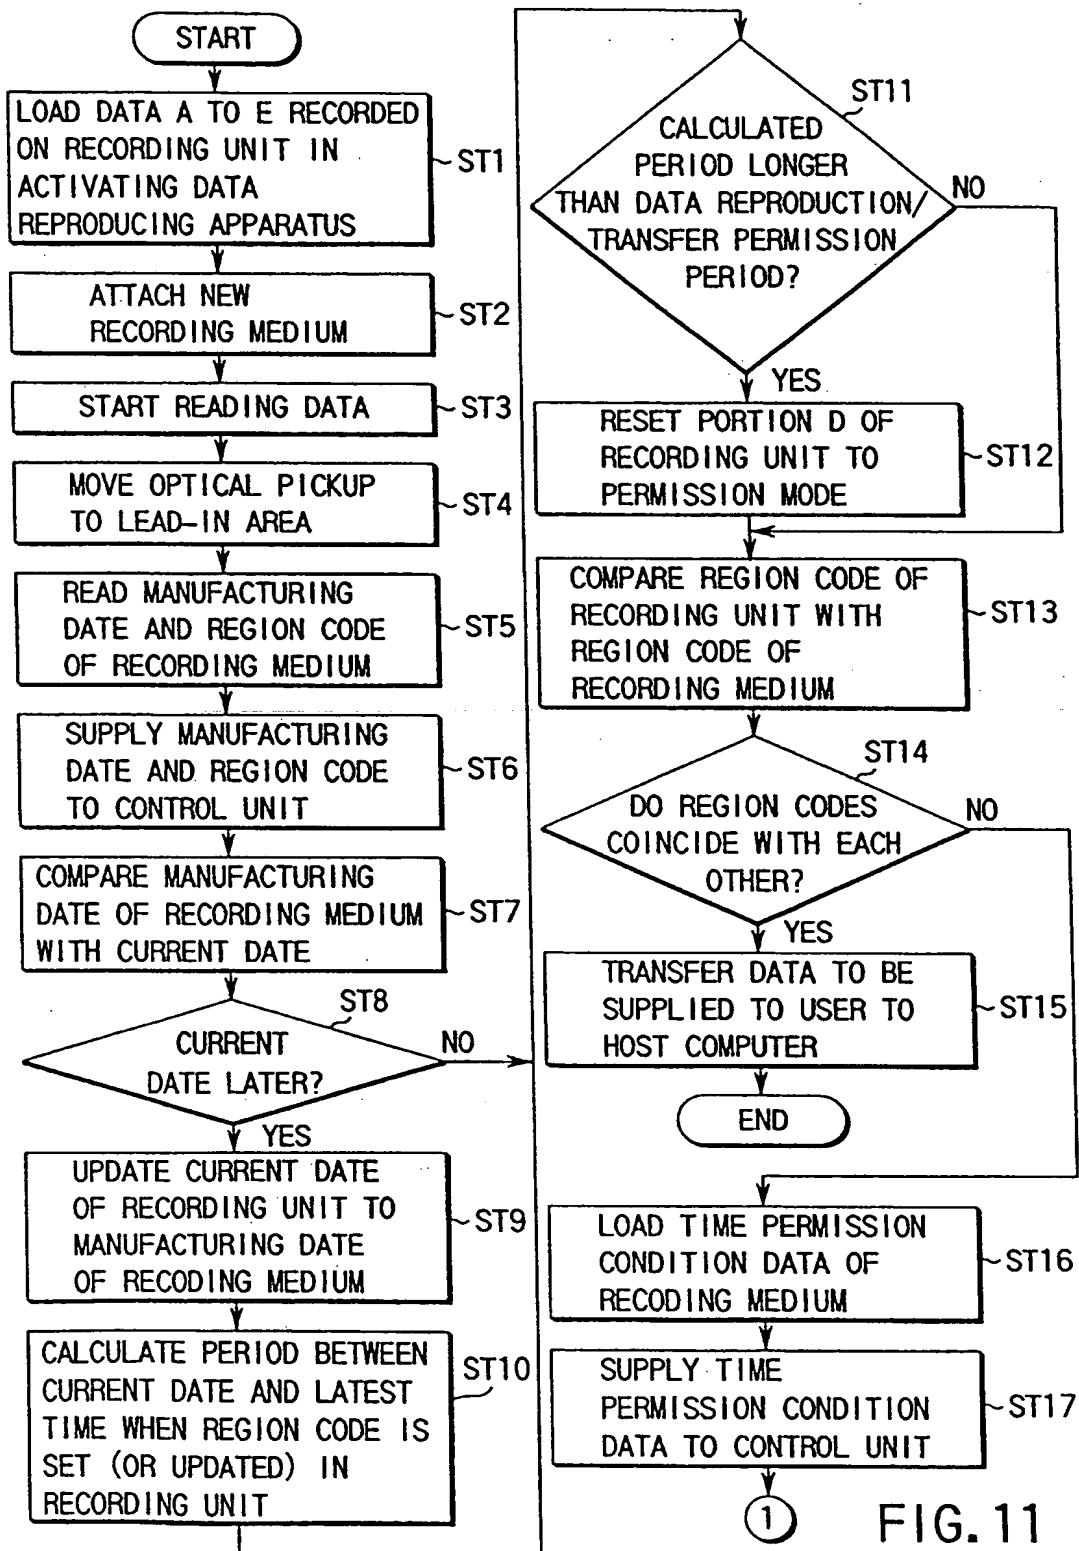 START
LOAD DATA A TO E RECORDED
ON RECORDING UNIT IN
ACTIVATING DATA
REPRODUCING APPARATUS
ST1
ATTACH NEW
RECORDING MEDIUM
ST2
START READING DATA
ST3
MOVE OPTICAL PICKUP
TO LEAD-IN AREA
ST4
READ MANUFACTURING
DATE AND REGION CODE
OF RECORDING MEDIUM
ST5
SUPPLY MANUFACTURING
DATE AND REGION CODE
TO CONTROL UNIT
ST6
COMPARE MANUFACTURING
DATE OF RECORDING MEDIUM
WITH CURRENT DATE
ST7
ST8
CURRENT
DATE LATER?
NO
YES
UPDATE CURRENT DATE
OF RECORDING UNIT TO
MANUFACTURING DATE
OF RECODING MEDIUM
ST9
CALCULATE PERIOD BETWEEN
CURRENT DATE AND LATEST
TIME WHEN REGION CODE IS
SET (OR UPDATED) IN
RECORDING UNIT
ST10
ST11
CALCULATED
PERIOD LONGER
THAN DATA REPRODUCTION/
TRANSFER PERMISSION
PERIOD?
NO
YES
RESET PORTION D OF
RECORDING UNIT TO
PERMISSION MODE
ST12
COMPARE REGION CODE OF
RECORDING UNIT WITH
REGION CODE OF
RECORDING MEDIUM
ST13
ST14
DO REGION CODES
COINCIDE WITH EACH
OTHER?
NO
YES
TRANSFER DATA TO BE
SUPPLIED TO USER TO
HOST COMPUTER
ST15
END
LOAD TIME PERMISSION
CONDITION DATA OF
RECODING MEDIUM
ST16
SUPPLY TIME
PERMISSION CONDITION
DATA TO CONTROL UNIT
ST17
1
FIG. 11